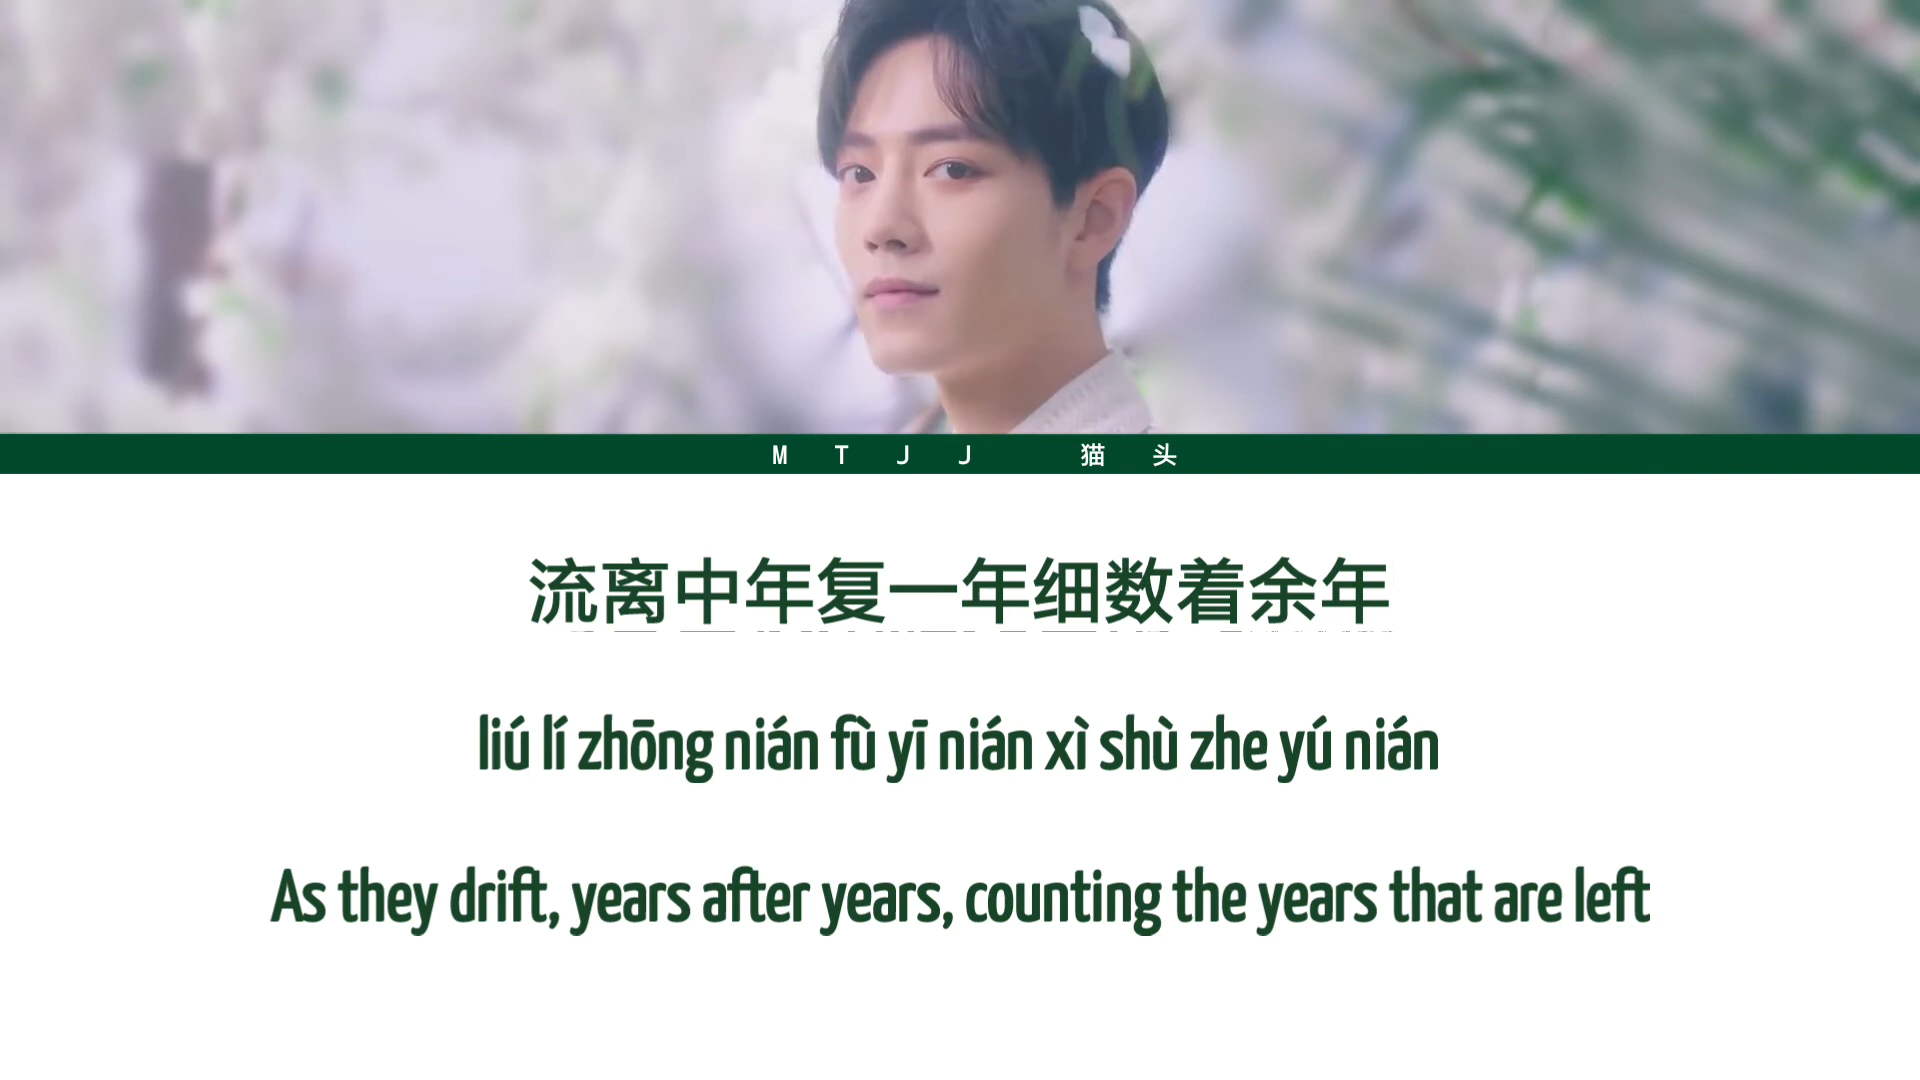 MTJJ 猫头
流离中年复一年细数着余年
liú lí zhōng nián fù yī nián xì shù zhe yú nián
As they drift, years after years, counting the years that are left